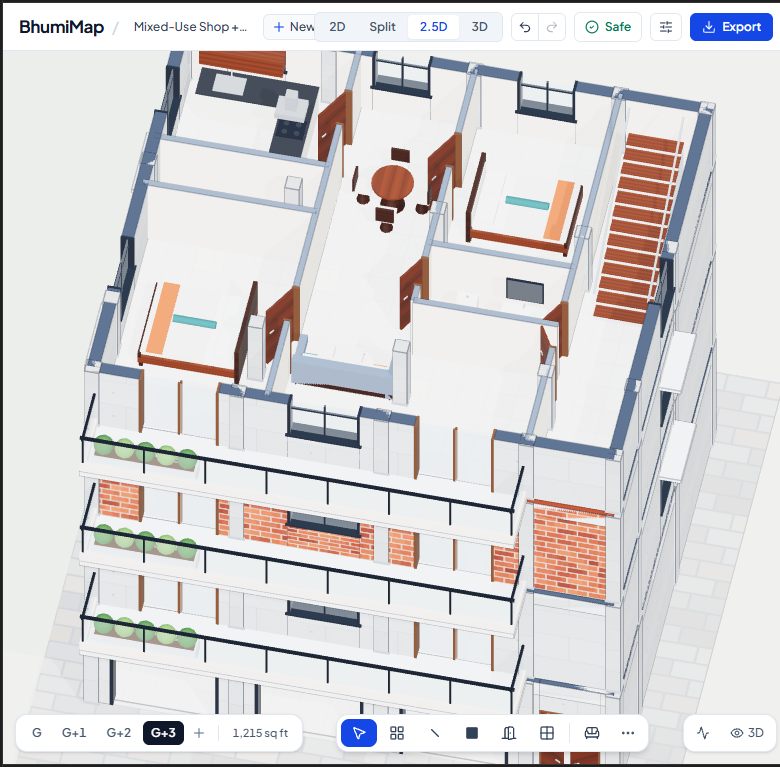 BhumiMap / Mixed-Use Shop +... New 2D Split 2.5D 3D Safe Export
G G+1 G+2 G+3 1,215 sq ft 3D